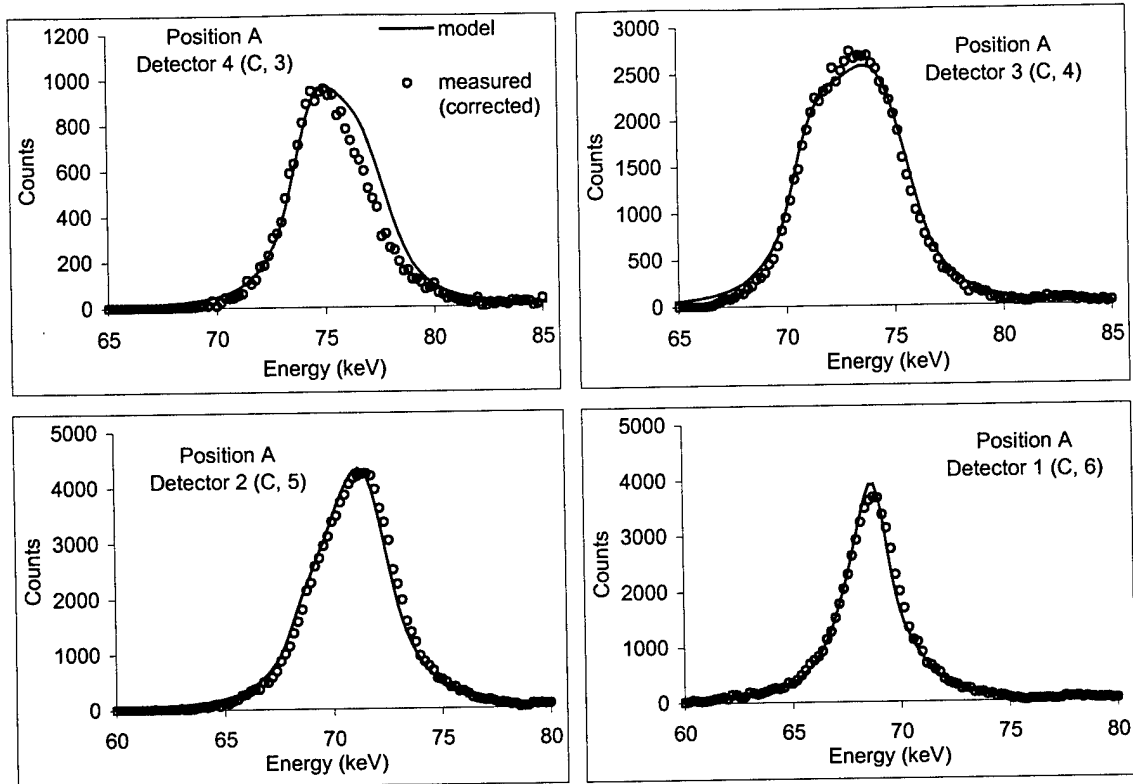 1200
1000
800
600
400
200
0
Counts
65
70
75
80
85
Energy (keV)
Position A
Detector 4 (C, 3)
model
measured
(corrected)
3000
2500
2000
1500
1000
500
0
Counts
65
70
75
80
85
Energy (keV)
Position A
Detector 3 (C, 4)
5000
4000
3000
2000
1000
0
Counts
60
65
70
75
80
Energy (keV)
Position A
Detector 2 (C, 5)
5000
4000
3000
2000
1000
0
Counts
60
65
70
75
80
Energy (keV)
Position A
Detector 1 (C, 6)